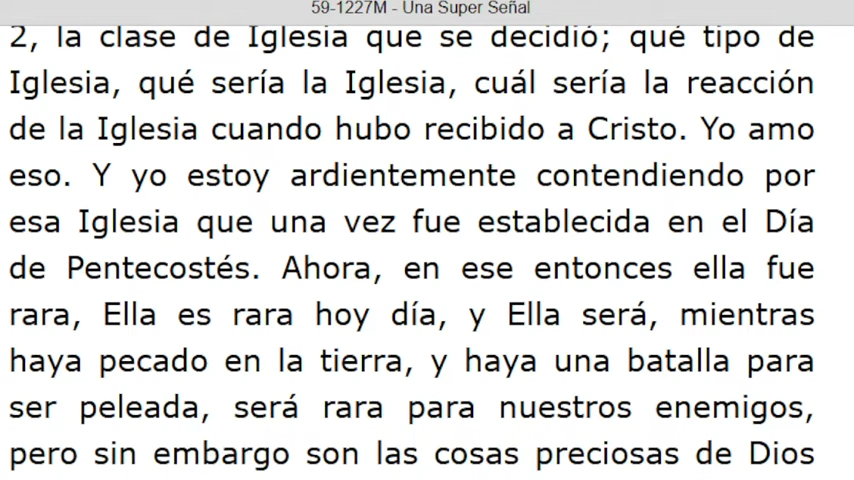 59-1227M - Una Super Señal
2, la clase de Iglesia que se decidió; qué tipo de
Iglesia, qué sería la Iglesia, cuál sería la reacción
de la Iglesia cuando hubo recibido a Cristo. Yo amo
eso. Y yo estoy ardientemente contendiendo por
esa Iglesia que una vez fue establecida en el Día
de Pentecostés. Ahora, en ese entonces ella fue
rara, Ella es rara hoy día, y Ella será, mientras
haya pecado en la tierra, y haya una batalla para
ser peleada, será rara para nuestros enemigos,
pero sin embargo son las cosas preciosas de Dios